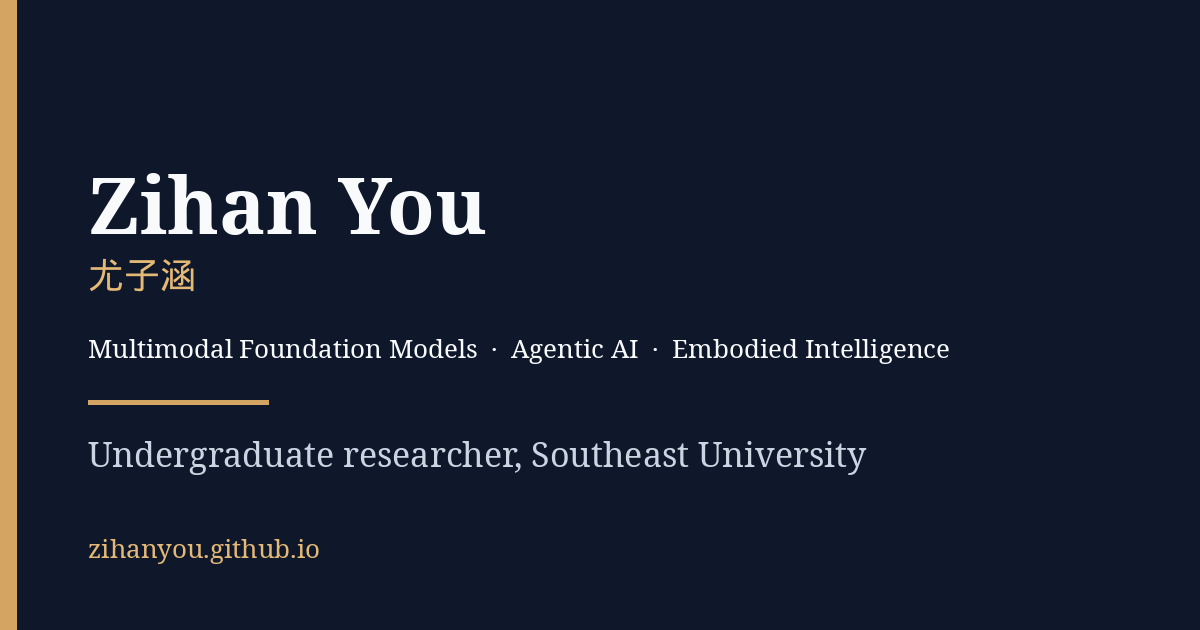 Zihan You
尤子涵
Multimodal Foundation Models · Agentic AI · Embodied Intelligence
Undergraduate researcher, Southeast University
zihanyou.github.io